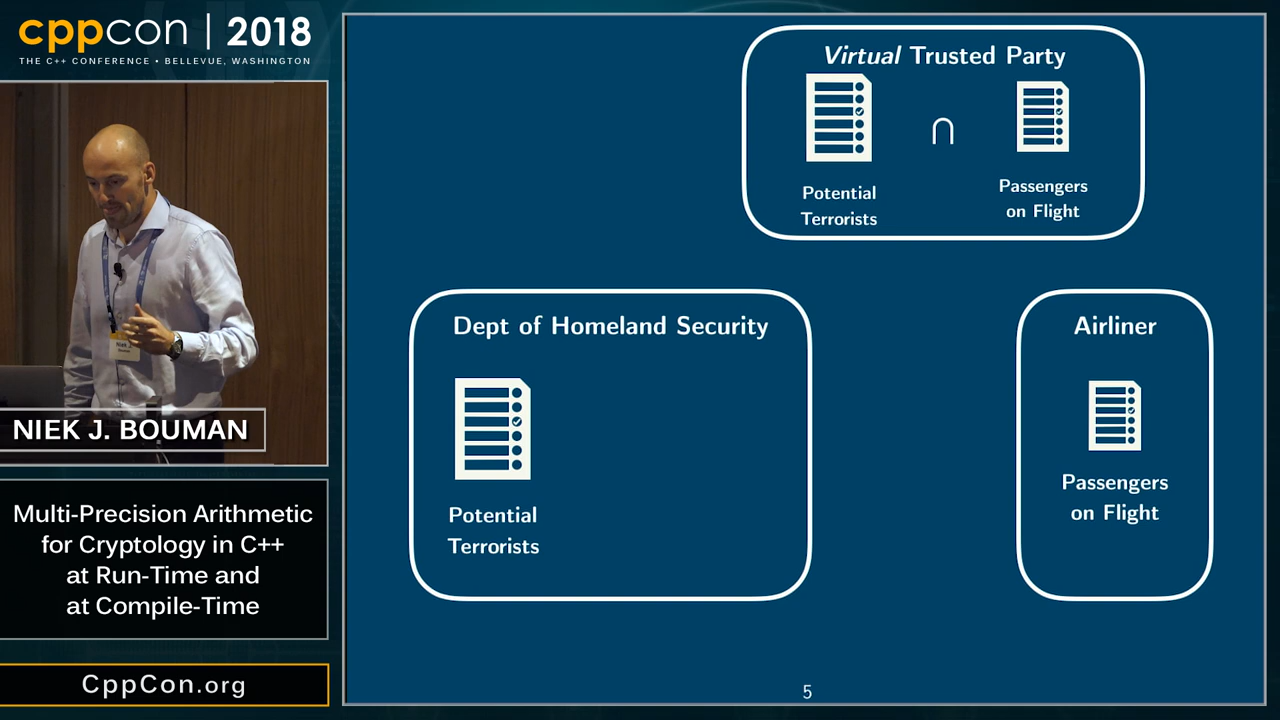 cppcon | 2018
THE C++ CONFERENCE • BELLEVUE, WASHINGTON
Niek J.
Bouman
NIEK J. BOUMAN
Multi-Precision Arithmetic
for Cryptology in C++
at Run-Time and
at Compile-Time
CppCon.org
Virtual Trusted Party
∩
Potential
Terrorists
Passengers
on Flight
Dept of Homeland Security
Potential
Terrorists
Airliner
Passengers
on Flight
5